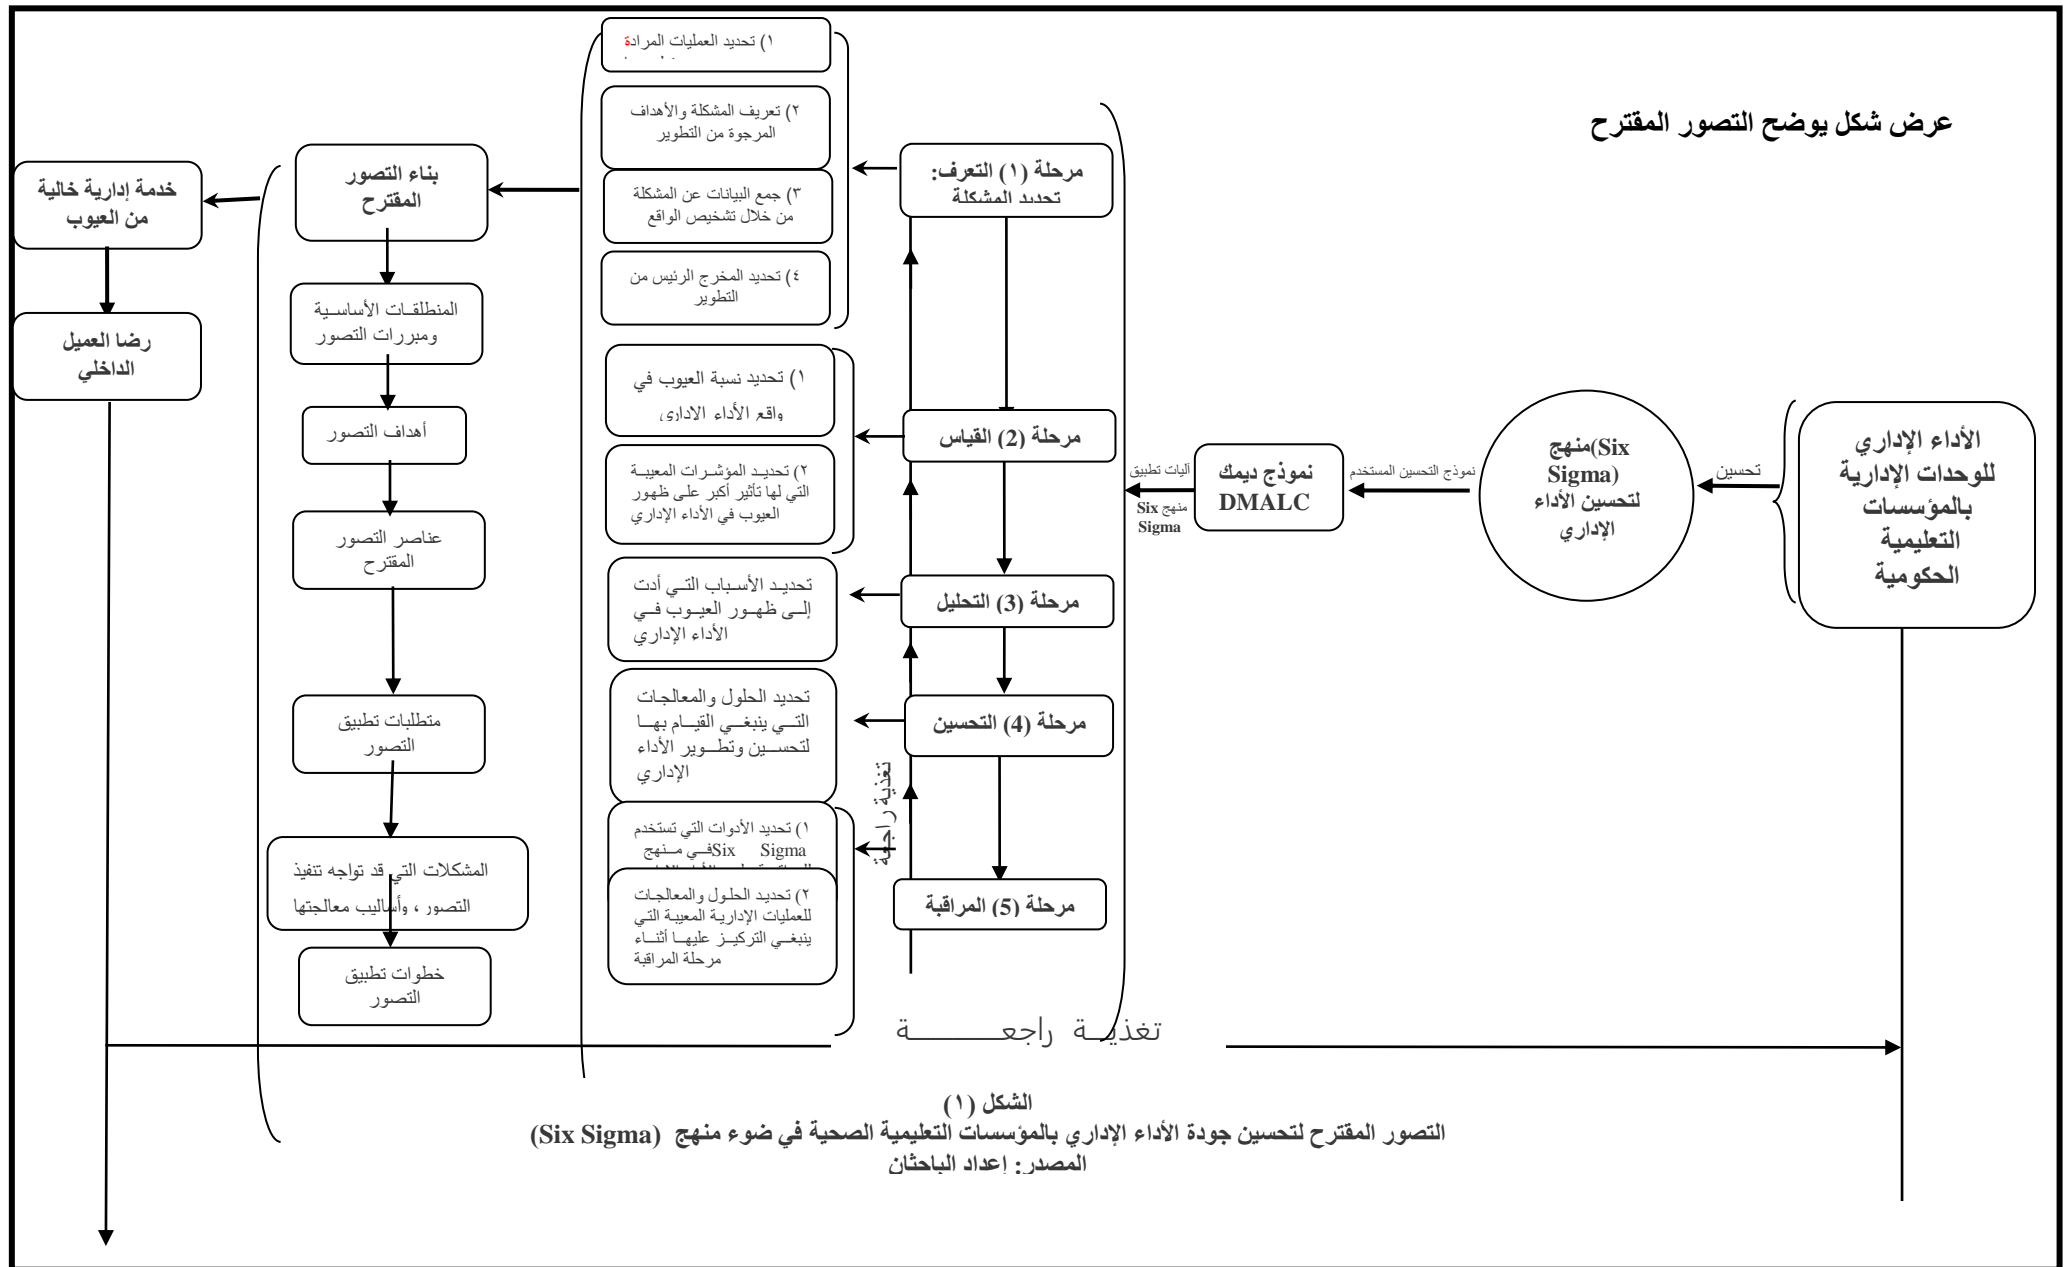 عرض شكل يوضح التصور المقترح
الأداء الإداري
للوحدات الإدارية
بالمؤسسات
التعليمية
الحكومية
تحسين
منهج(Six
Sigma)
لتحسين الأداء
الإداري
نموذج التحسين المستخدم
نموذج ديمك
DMALC
آليات تطبيق
منهج Six
Sigma
مرحلة (١) التعرف:
تحديد المشكلة
مرحلة (2) القياس
مرحلة (3) التحليل
مرحلة (4) التحسين
مرحلة (5) المراقبة
تغذية راجعة
١) تحديد العمليات المرادة
٢) تعريف المشكلة والأهداف
المرجوة من التطوير
٣) جمع البيانات عن المشكلة
من خلال تشخيص الواقع
٤) تحديد المخرج الرئيس من
التطوير
١) تحديد نسبة العيوب في
واقع الأداء الإداري
٢) تحديد المؤشرات المعيبة
التي لها تأثير أكبر على ظهور
العيوب في الأداء الإداري
تحديد الأسباب التي أدت
إلى ظهور العيوب في
الأداء الإداري
تحديد الحلول والمعالجات
التي ينبغي القيام بها
لتحسين وتطوير الأداء
الإداري
١) تحديد الأدوات التي تستخدم
في منهج Six Sigma
٢) تحديد الحلول والمعالجات
للعمليات الإدارية المعيبة التي
ينبغي التركيز عليها أثناء
مرحلة المراقبة
بناء التصور
المقترح
المنطلقات الأساسية
ومبررات التصور
أهداف التصور
عناصر التصور
المقترح
متطلبات تطبيق
التصور
المشكلات التي قد تواجه تنفيذ
التصور ، وأساليب معالجتها
خطوات تطبيق
التصور
خدمة إدارية خالية
من العيوب
رضا العميل
الداخلي
تغذية راجعة
الشكل (١)
التصور المقترح لتحسين جودة الأداء الإداري بالمؤسسات التعليمية الصحية في ضوء منهج (Six Sigma)
المصدر: إعداد الباحثان